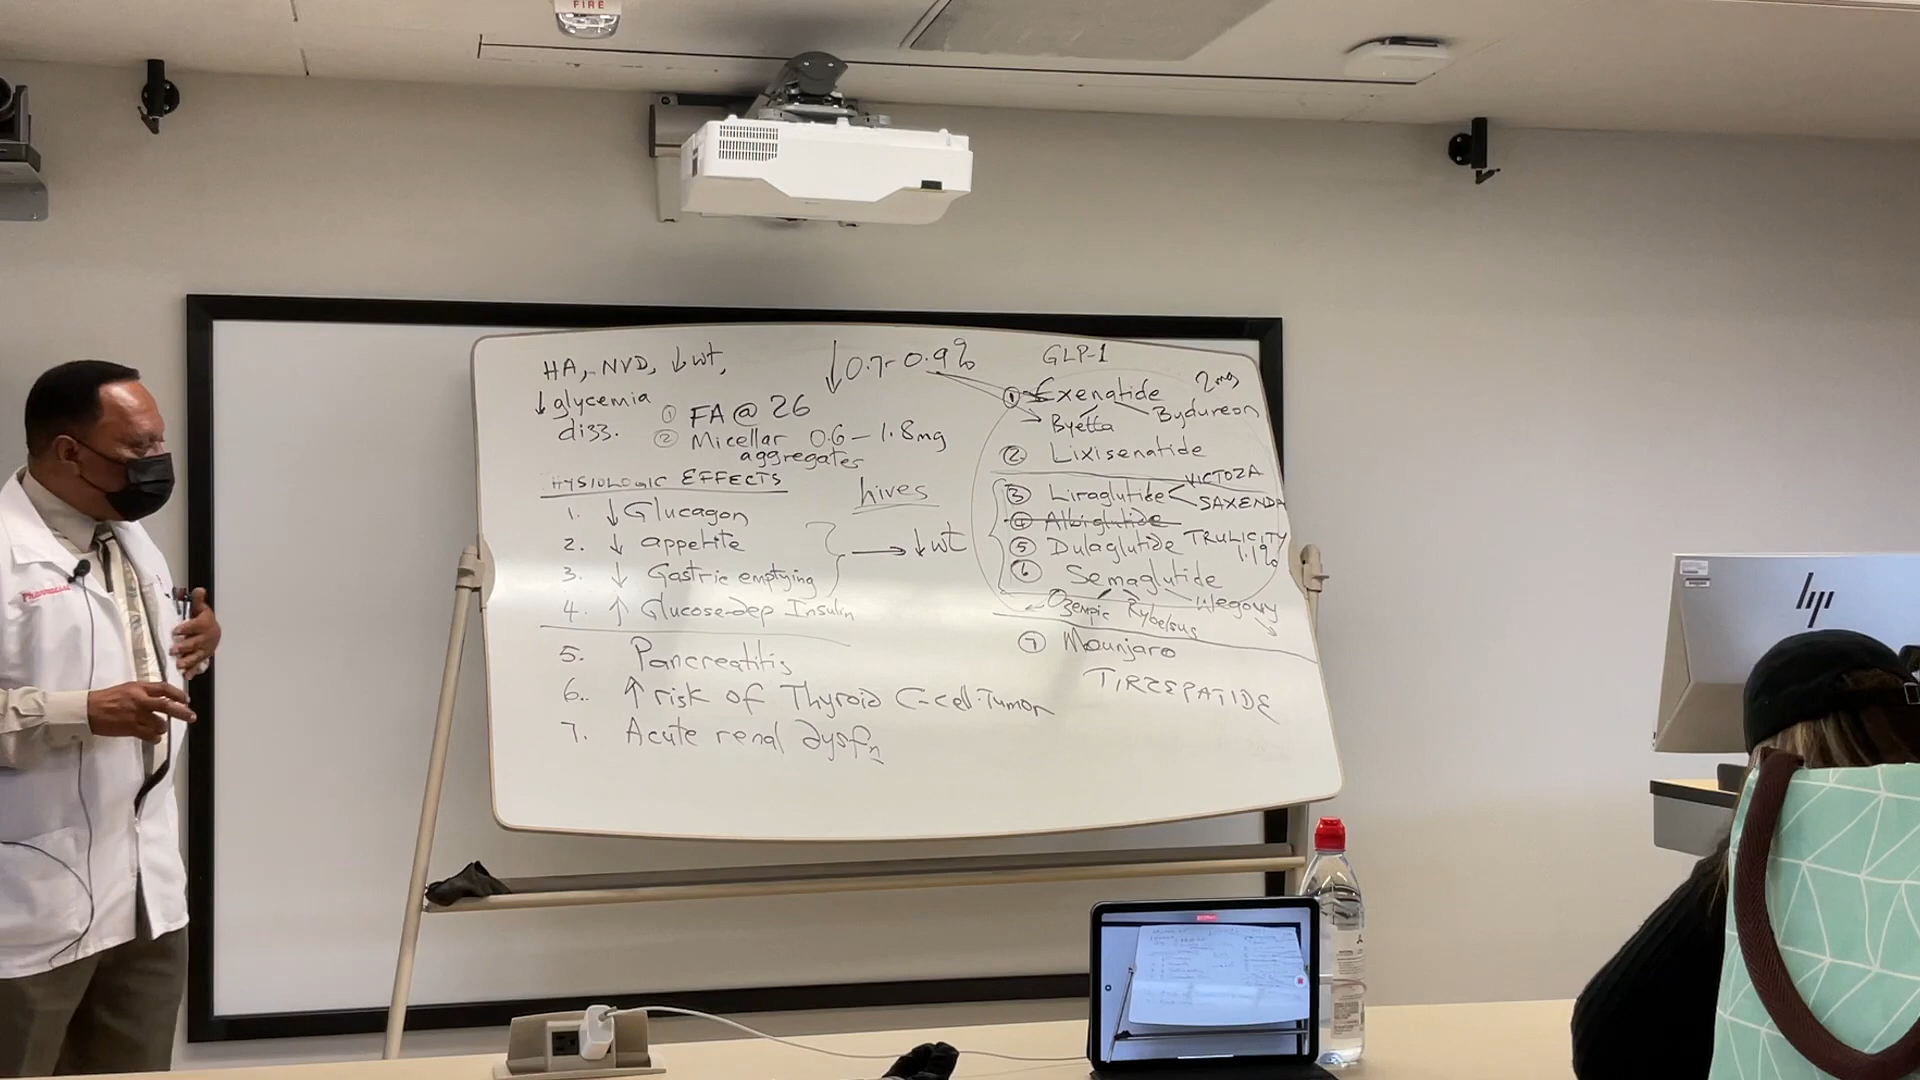 FIRE
HA, NVD, ↓wt,
↓glycemia
dizz.
① FA @ 26
② Micellar 0.6 – 1.8mg
aggregates
HYSIOLOGIC EFFECTS
1. ↓ Glucagon
2. ↓ appetite
3. ↓ Gastric emptying
4. ↑ Glucose-dep Insulin
→ ↓wt
hives
5. Pancreatitis
6. ↑ risk of Thyroid C-cell Tumor
7. Acute renal dysfn
↓0.7-0.9%
GLP-1
① Exenatide 2mg
Byetta Bydureon
② Lixisenatide
③ Liraglutide VICTOZA
SAXENDA
④ Albiglutide
⑤ Dulaglutide TRULICITY
1.1%
⑥ Semaglutide
Ozempic Rybelsus Wegovy
⑦ Mounjaro
TIRZEPATIDE
hp